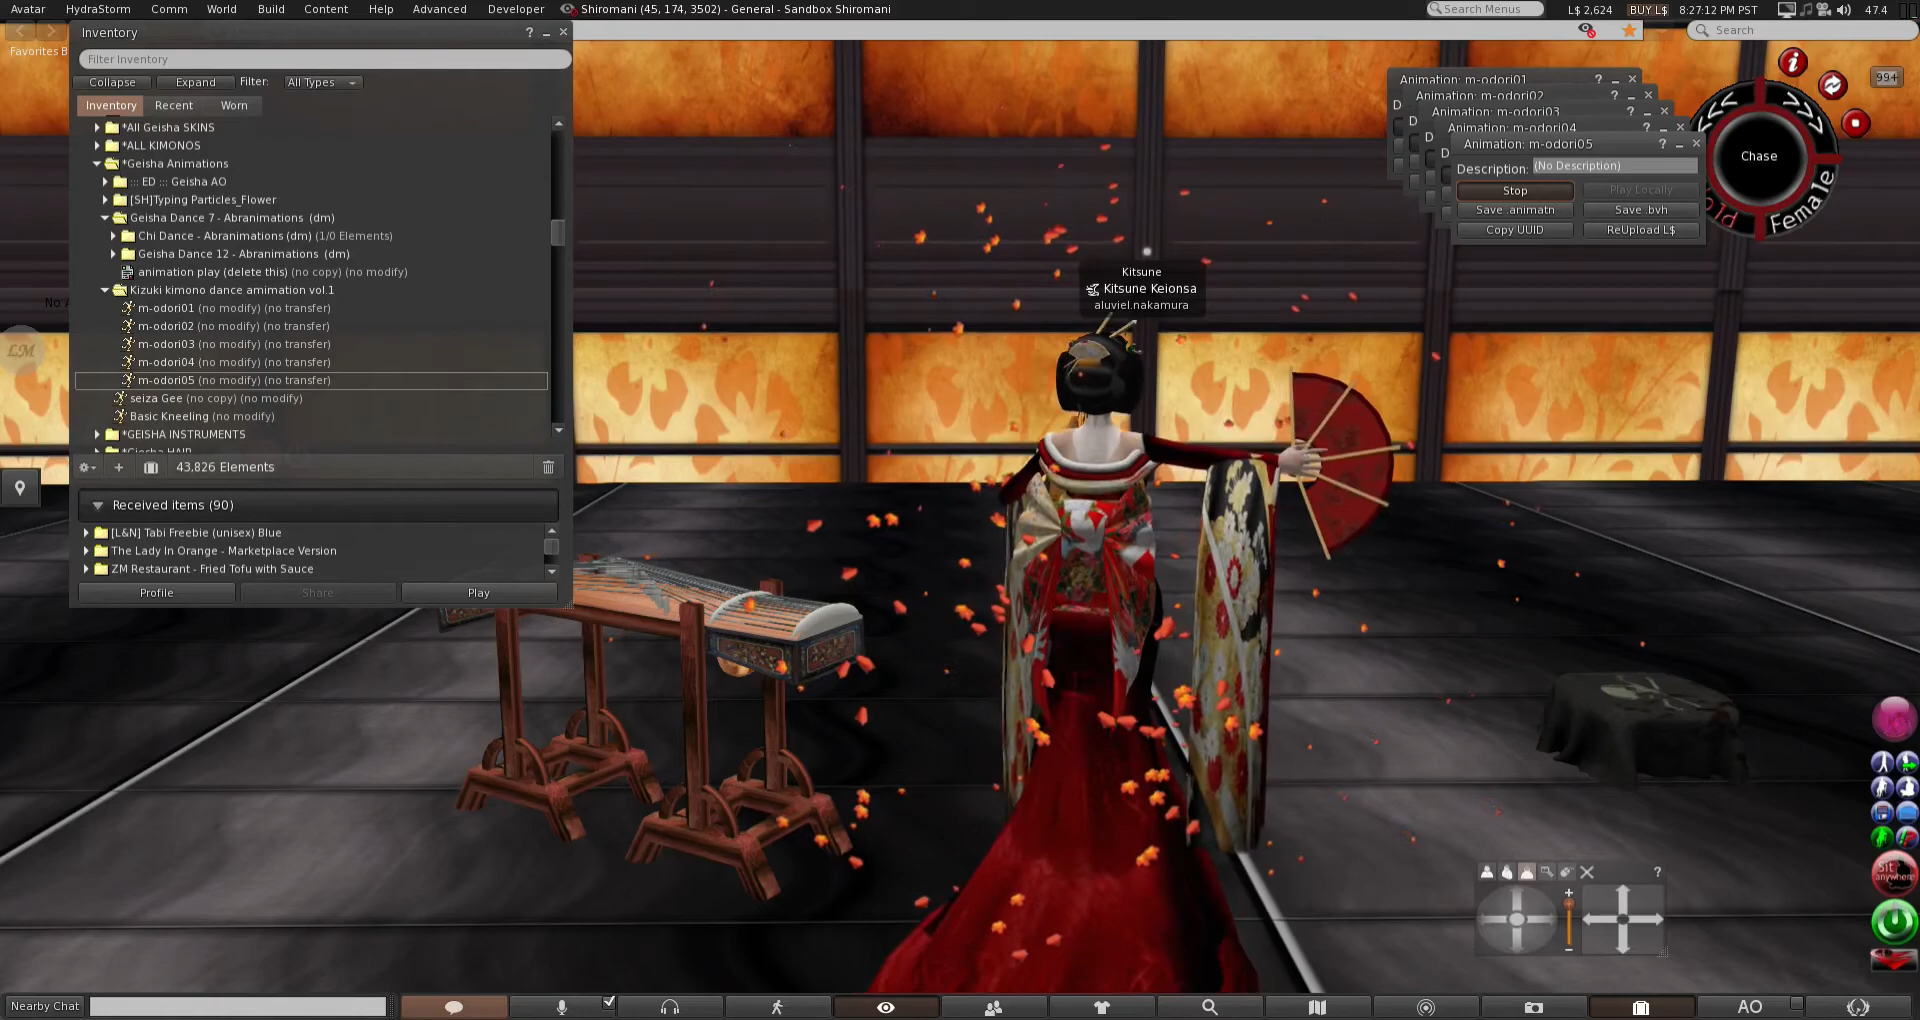 Avatar HydraStorm Comm World Build Content Help Advanced Developer Shiromani (45, 174, 3502) - General - Sandbox Shiromani Search Menus L$ 2,624 BUY L$ 8:27:12 PM PST 47.4
Favorites B
Search
Inventory ? _ ×
Filter Inventory
Collapse Expand Filter: All Types
Inventory Recent Worn
*All Geisha SKINS
*ALL KIMONOS
*Geisha Animations
::: ED ::: Geisha AO
[SH]Typing Particles_Flower
Geisha Dance 7 - Abranimations (dm)
Chi Dance - Abranimations (dm) (1/0 Elements)
Geisha Dance 12 - Abranimations (dm)
animation play (delete this) (no copy) (no modify)
Kizuki kimono dance amimation vol.1
m-odori01 (no modify) (no transfer)
m-odori02 (no modify) (no transfer)
m-odori03 (no modify) (no transfer)
m-odori04 (no modify) (no transfer)
m-odori05 (no modify) (no transfer)
seiza Gee (no copy) (no modify)
Basic Kneeling (no modify)
*GEISHA INSTRUMENTS
43,826 Elements
Received items (90)
[L&N] Tabi Freebie (unisex) Blue
The Lady In Orange - Marketplace Version
ZM Restaurant - Fried Tofu with Sauce
Profile Share Play
LM
Animation: m-odori01
Animation: m-odori02
Animation: m-odori03
Animation: m-odori04
Animation: m-odori05
Description: (No Description)
Stop Play Locally
Save .animatn Save .bvh
Copy UUID ReUpload L$
99+
Chase
Female
Kitsune
Kitsune Keionsa
aluviel.nakamura
Sit
anywhere
Nearby Chat
AO